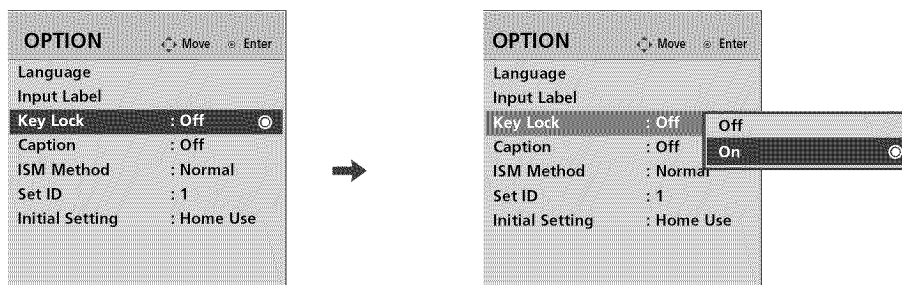 OPTION Move Enter
Language
Input Label
Key Lock : Off
Caption : Off
ISM Method : Normal
Set ID : 1
Initial Setting : Home Use
OPTION Move Enter
Language
Input Label
Key Lock : Off
Caption : Off
ISM Method : Normal
Set ID : 1
Initial Setting : Home Use
Off
On